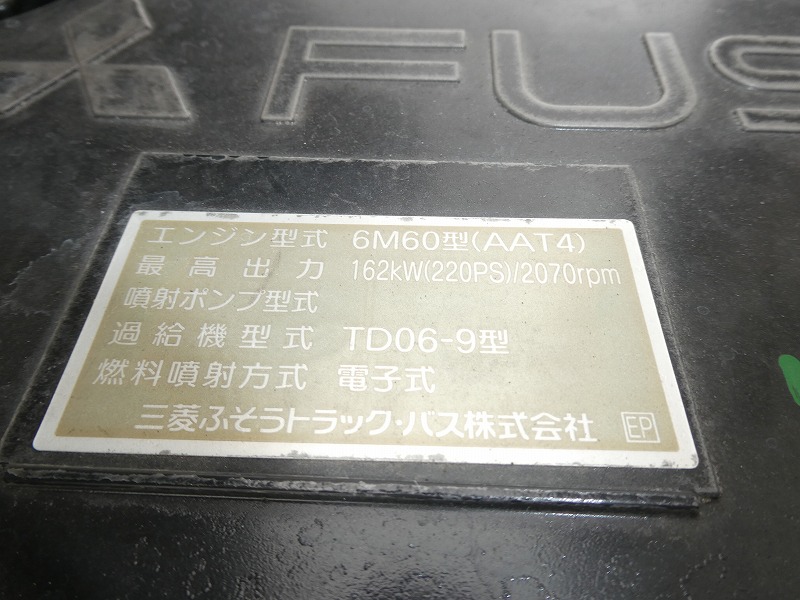 FUS
エンジン型式 6M60型(AAT4)
最高出力 162kW(220PS)/2070rpm
噴射ポンプ型式
過給機型式 TD06-9型
燃料噴射方式 電子式
三菱ふそうトラック・バス株式会社 EP